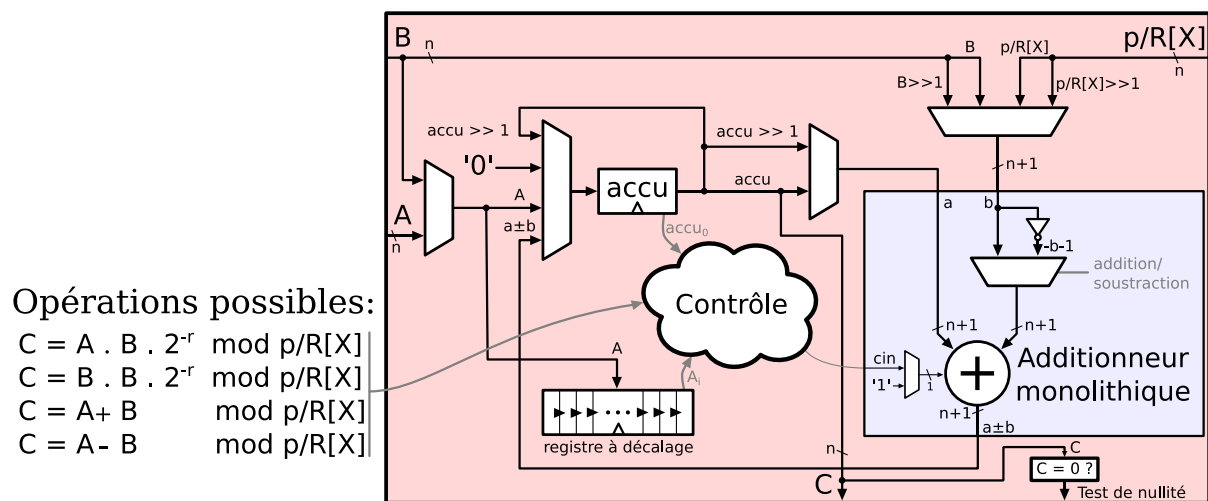 B
n
B
p/R[X]
p/R[X]
n
B>>1
p/R[X]>>1
accu >> 1
accu >> 1
'0'
n+1
A
accu
accu
a
b
A
a±b
n
accu₀
-b-1
addition/
soustraction
Contrôle
Opérations possibles:
C = A . B . 2^-r mod p/R[X]
C = B . B . 2^-r mod p/R[X]
C = A + B mod p/R[X]
C = A - B mod p/R[X]
n+1
n+1
A
Aᵢ
cin
'1'
1
+
Additionneur
monolithique
n+1
a±b
registre à décalage
n
C
C
C = 0 ?
Test de nullité